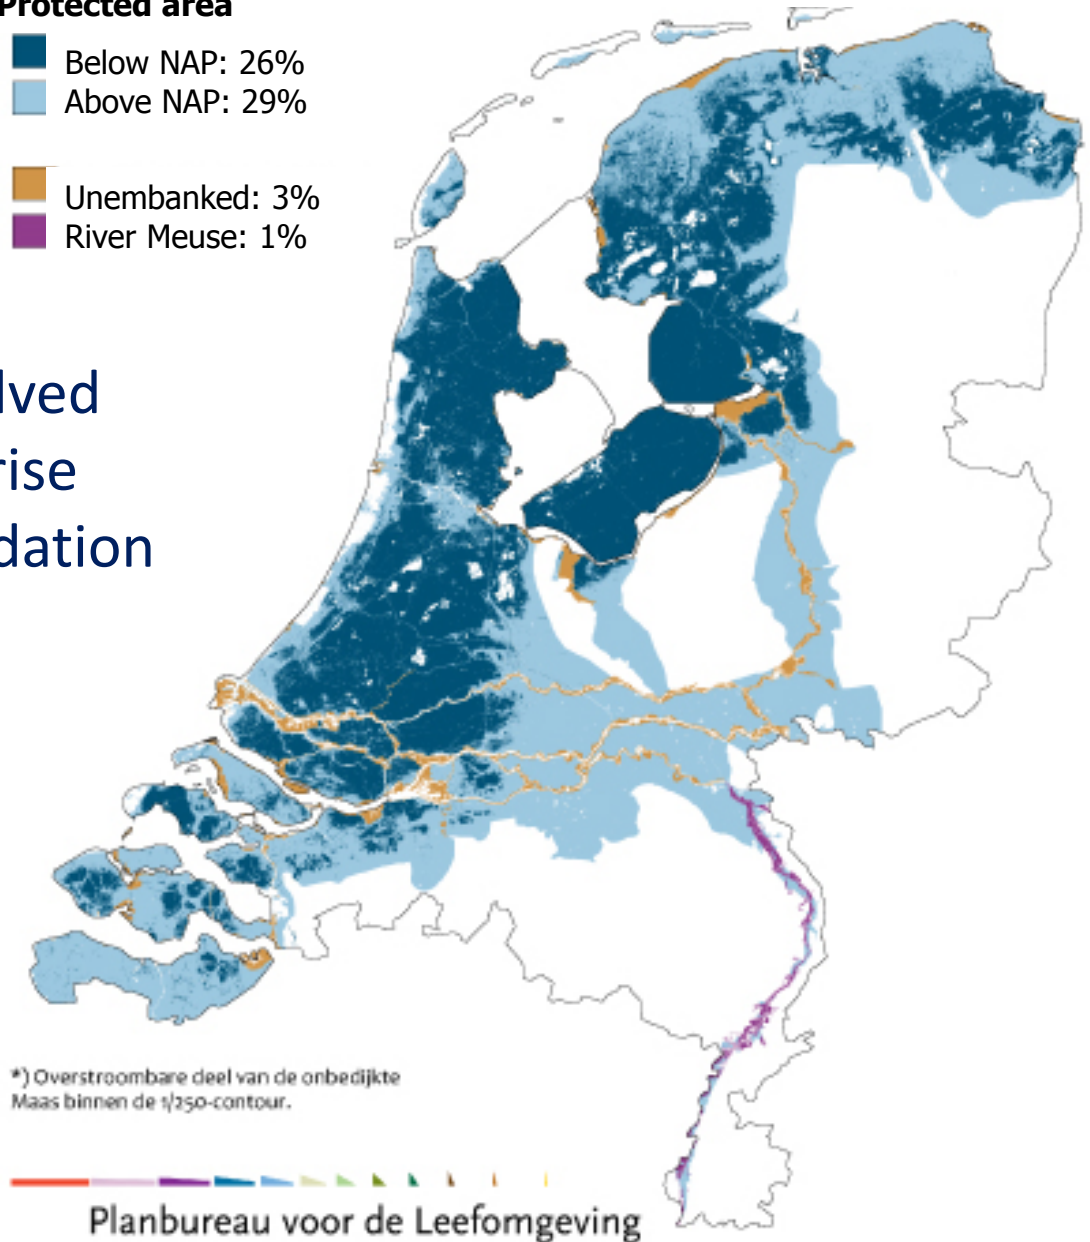 Protected area
Below NAP: 26%
Above NAP: 29%
Unembanked: 3%
River Meuse: 1%
lved
rise
dation
*) Overstroombare deel van de onbedijkte
Maas binnen de 1/250-contour.
Planbureau voor de Leefomgeving